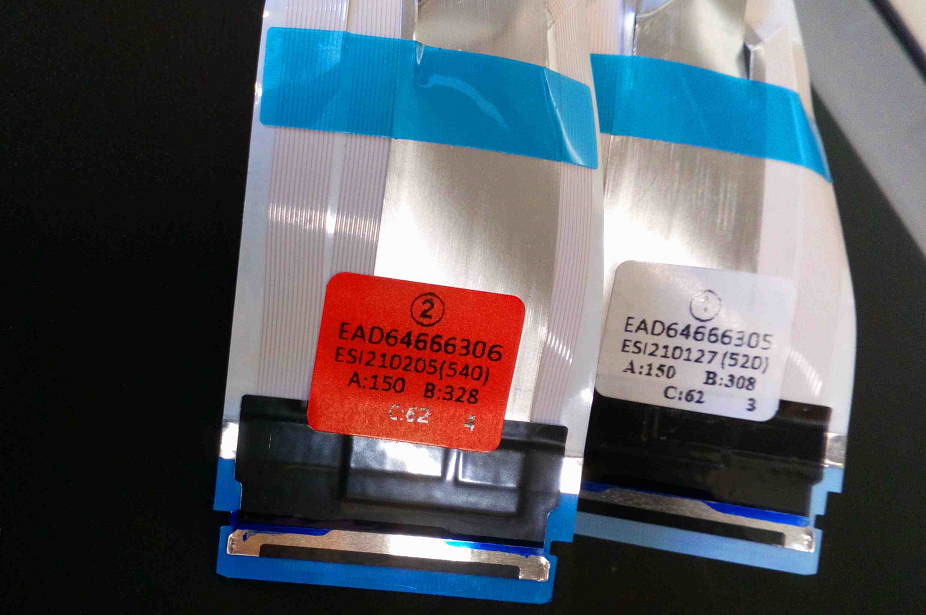 ②
EAD64666306
ESI210205(540)
A:150 B:328
C:62 4
①
EAD64666305
ESI210127(520)
A:150 B:308
C:62 3